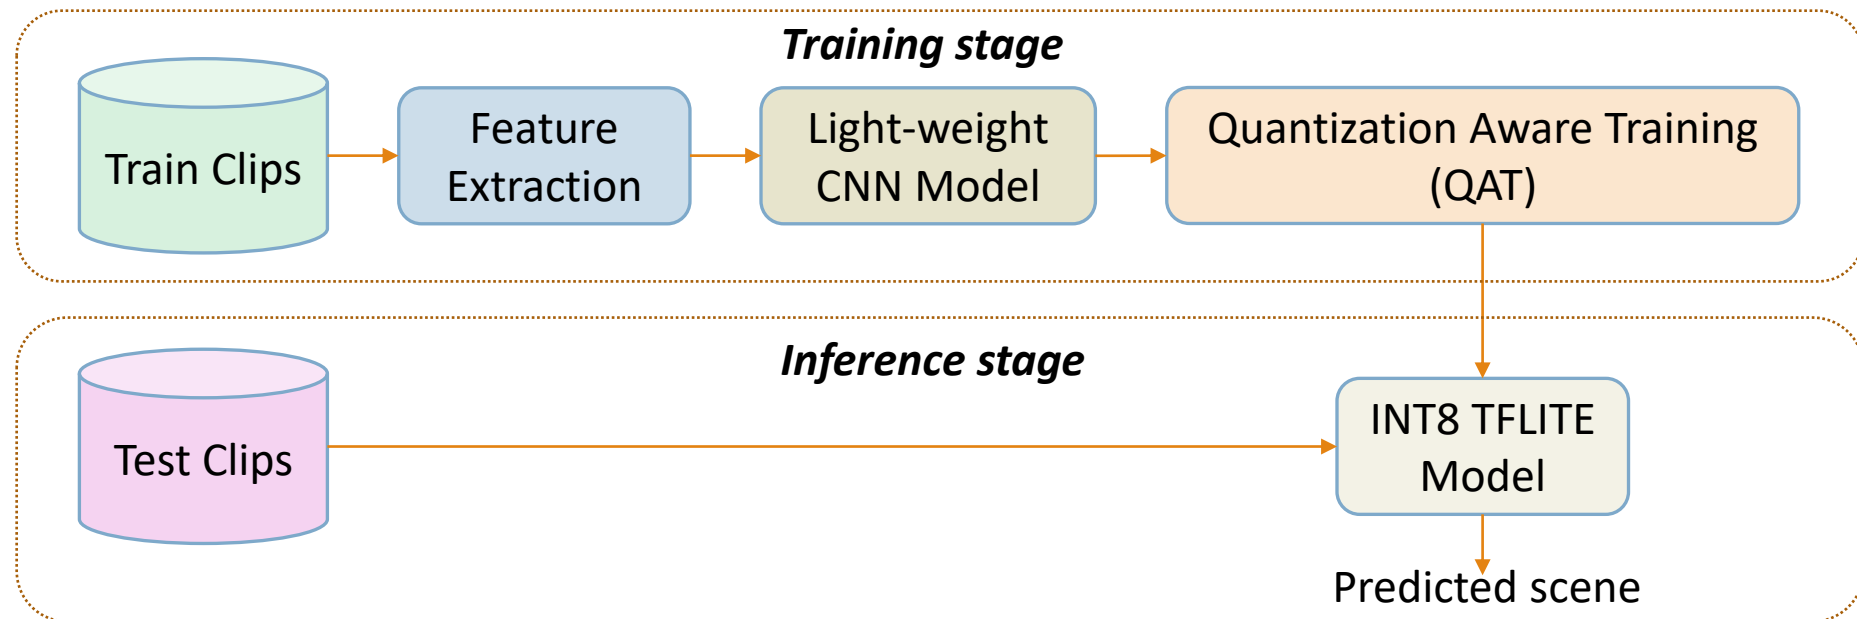 Training stage
Train Clips
Feature
Extraction
Light-weight
CNN Model
Quantization Aware Training
(QAT)
Inference stage
Test Clips
INT8 TFLITE
Model
Predicted scene